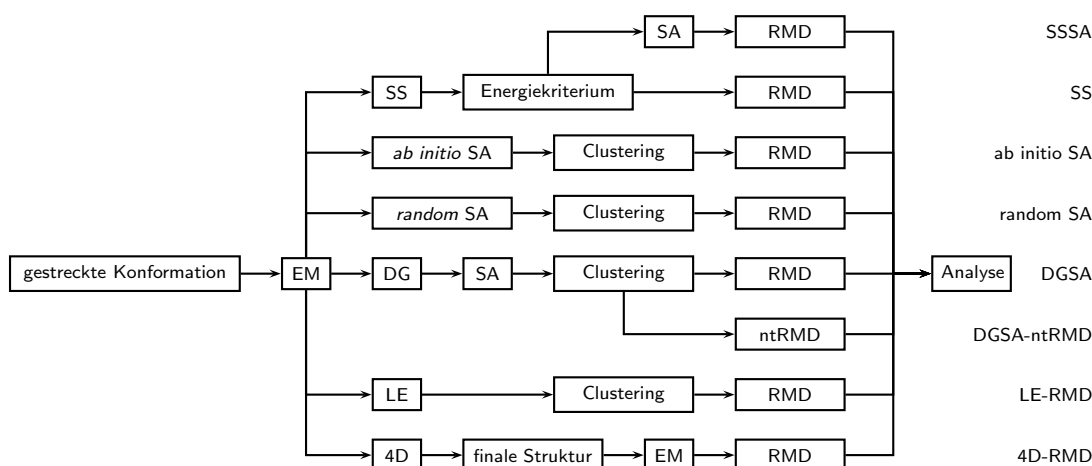 SA RMD SSSA
SS Energiekriterium RMD SS
ab initio SA Clustering RMD ab initio SA
random SA Clustering RMD random SA
gestreckte Konformation EM DG SA Clustering RMD Analyse DGSA
ntRMD DGSA-ntRMD
LE Clustering RMD LE-RMD
4D finale Struktur EM RMD 4D-RMD